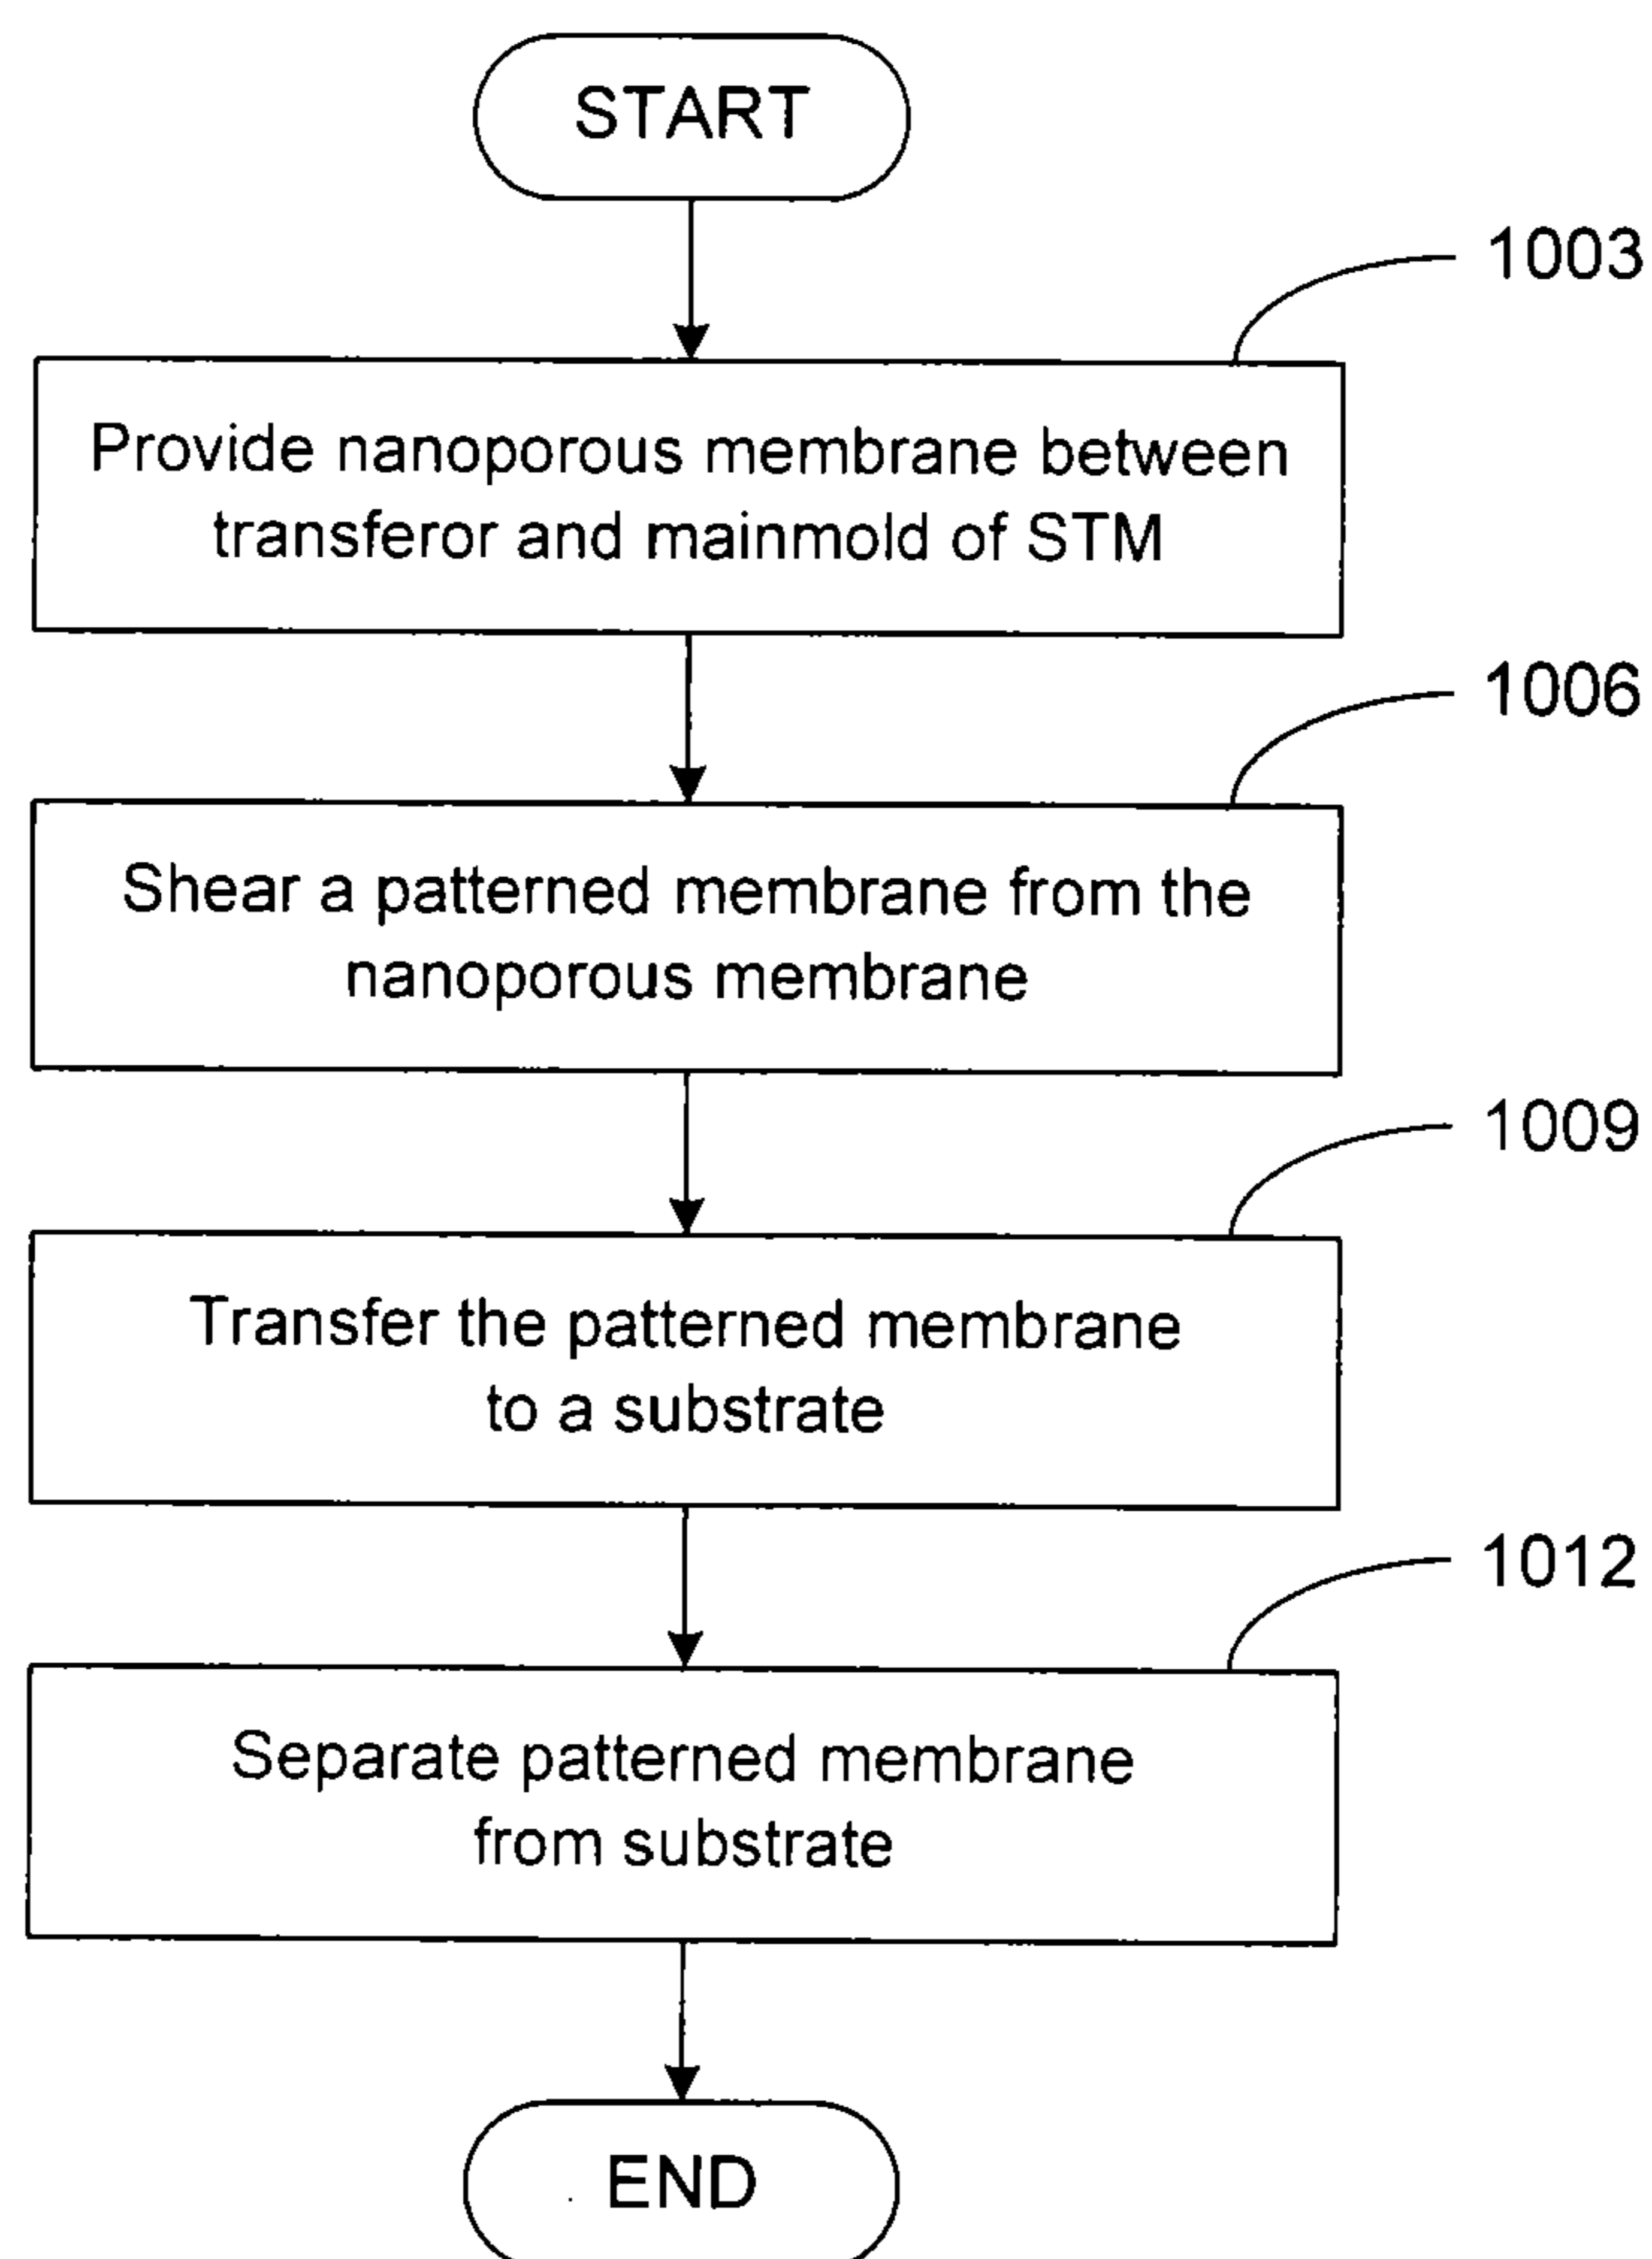 START
1003
Provide nanoporous membrane between
transferor and mainmold of STM
1006
Shear a patterned membrane from the
nanoporous membrane
1009
Transfer the patterned membrane
to a substrate
1012
Separate patterned membrane
from substrate
END